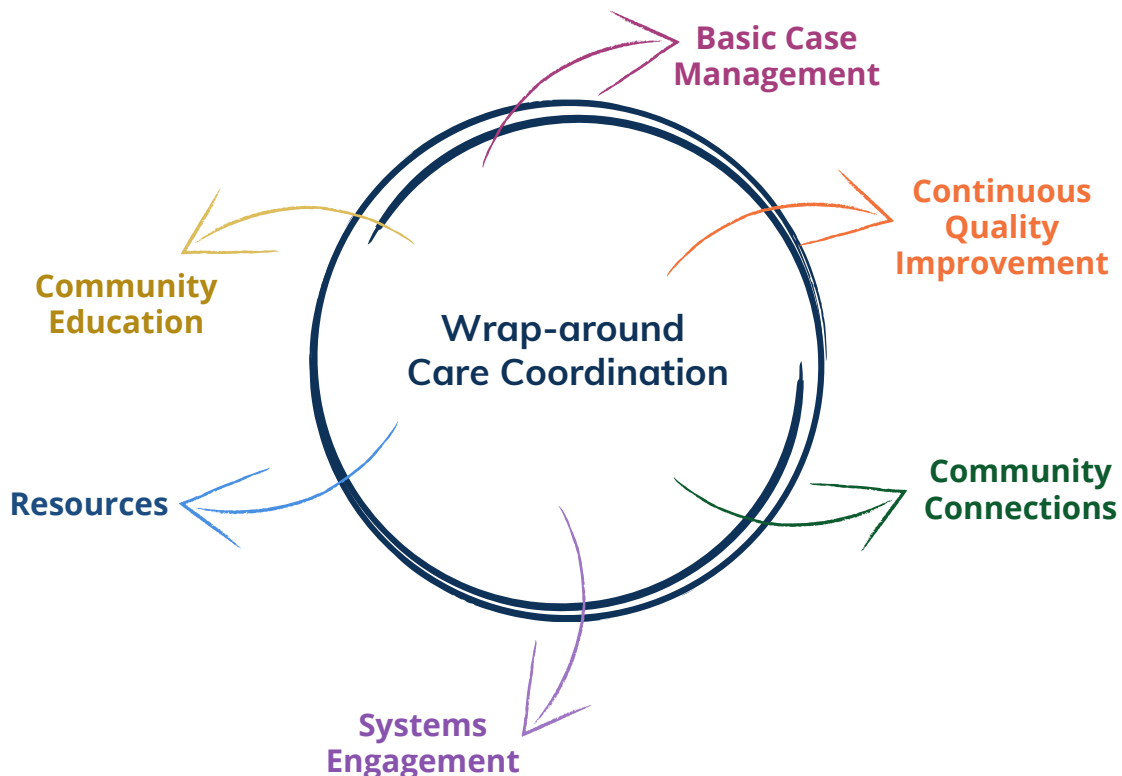 Basic Case
Management
Continuous
Quality
Improvement
Community
Education
Wrap-around
Care Coordination
Resources
Community
Connections
Systems
Engagement